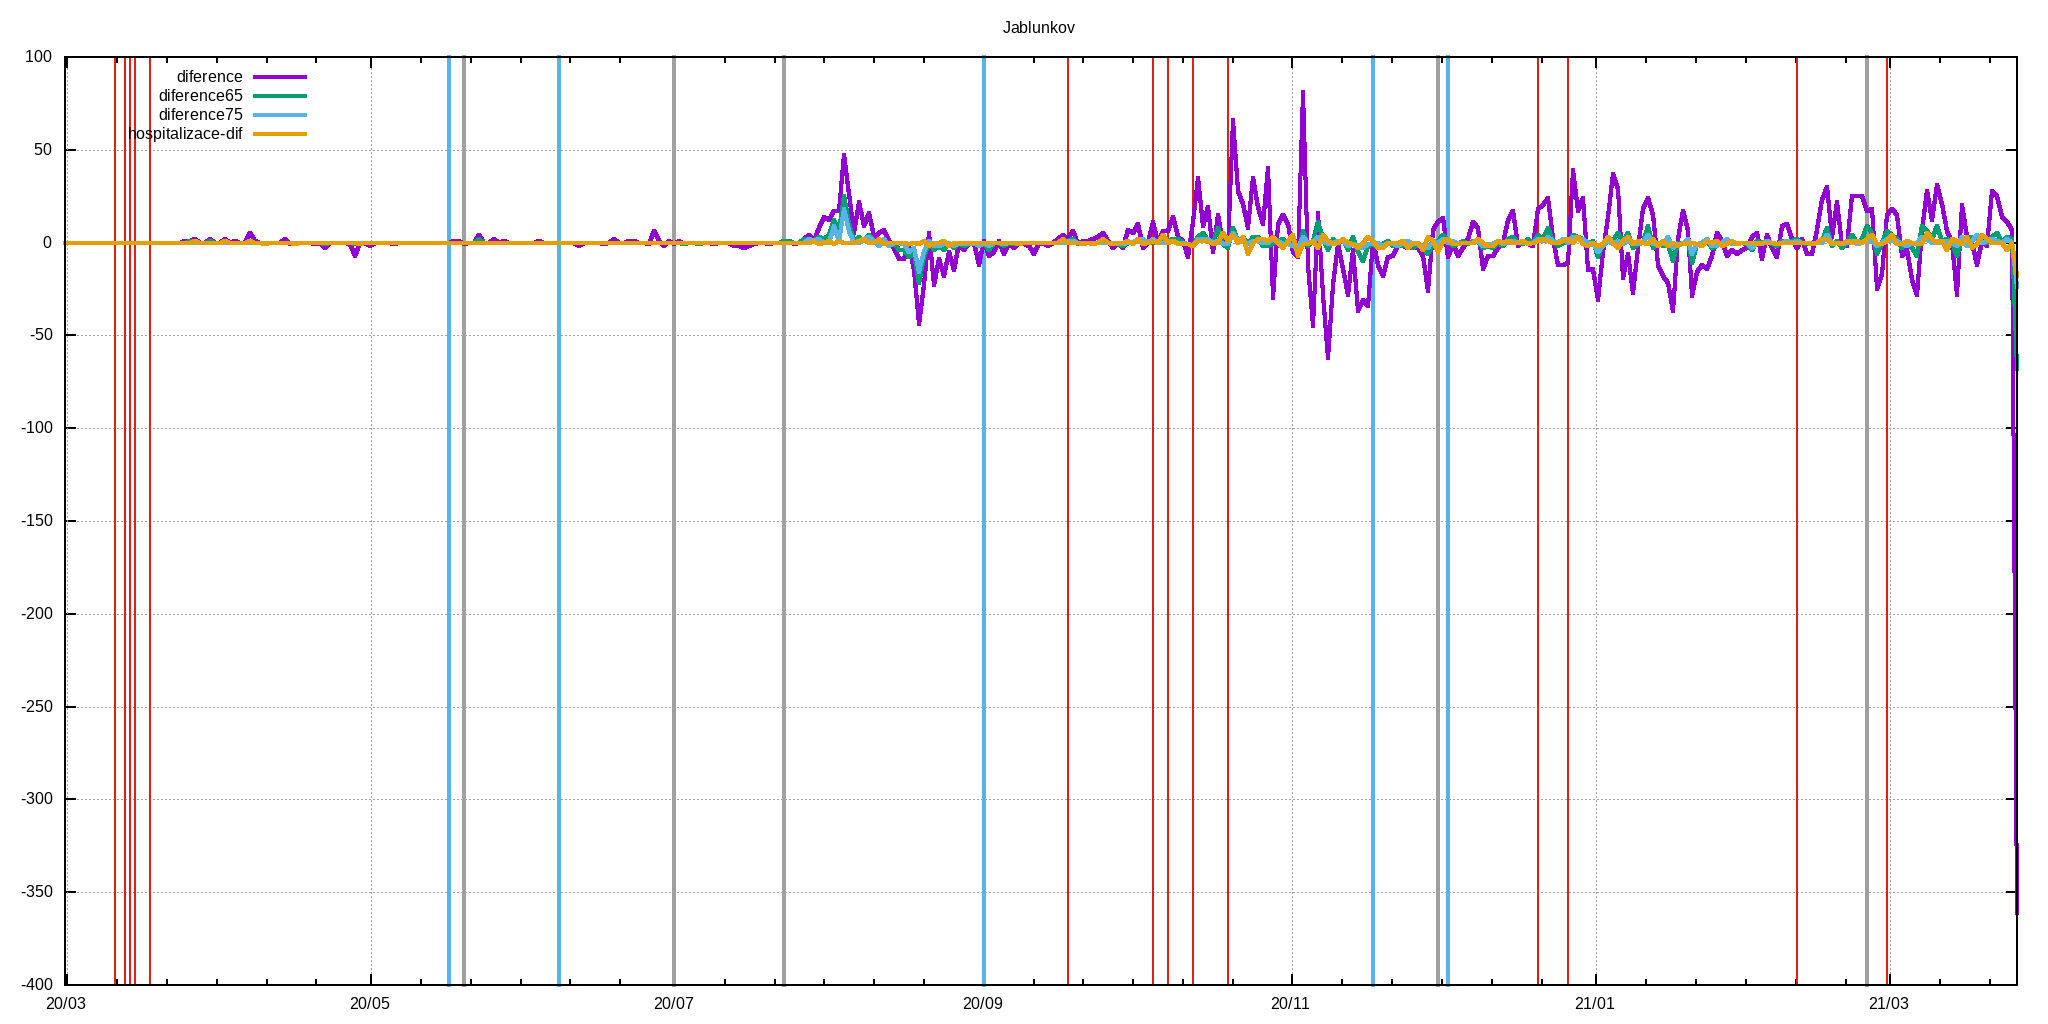 Jablunkov
100
diference
diference65
diference75
hospitalizace-dif
50
0
-50
-100
-150
-200
-250
-300
-350
-400
20/03 20/05 20/07 20/09 20/11 21/01 21/03